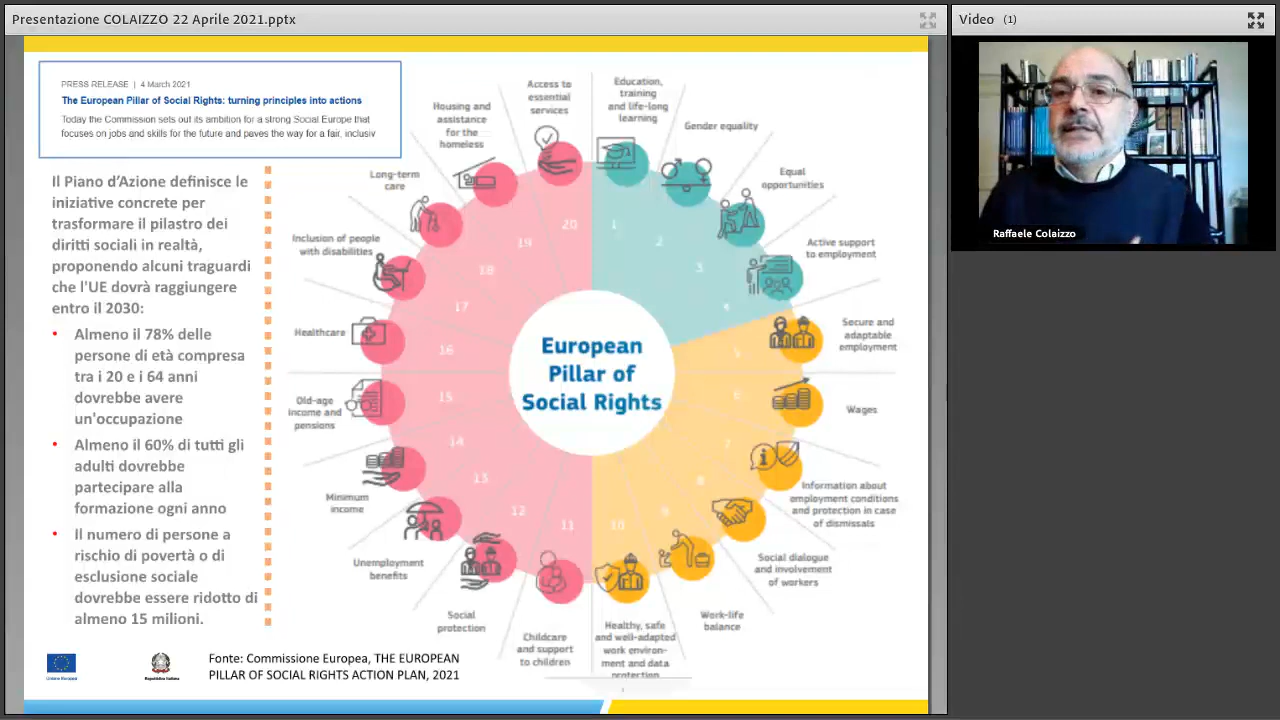 Presentazione COLAIZZO 22 Aprile 2021.pptx
Video (1)
PRESS RELEASE | 4 March 2021
The European Pillar of Social Rights: turning principles into actions
Today the Commission sets out its ambition for a strong Social Europe that
focuses on jobs and skills for the future and paves the way for a fair, inclusiv
Il Piano d’Azione definisce le
iniziative concrete per
trasformare il pilastro dei
diritti sociali in realtà,
proponendo alcuni traguardi
che l'UE dovrà raggiungere
entro il 2030:
• Almeno il 78% delle
persone di età compresa
tra i 20 e i 64 anni
dovrebbe avere
un'occupazione
• Almeno il 60% di tutti gli
adulti dovrebbe
partecipare alla
formazione ogni anno
• Il numero di persone a
rischio di povertà o di
esclusione sociale
dovrebbe essere ridotto di
almeno 15 milioni.
European
Pillar of
Social Rights
Education,
training
and life-long
learning
1
Gender equality
2
Equal
opportunities
3
Active support
to employment
4
Secure and
adaptable
employment
5
Wages
6
Information about
employment conditions
and protection in case
of dismissals
7
Social dialogue
and involvement
of workers
8
Work-life
balance
9
Healthy, safe
and well-adapted
work environ-
ment and data
protection
10
Childcare
and support
to children
11
Social
protection
12
Unemployment
benefits
13
Minimum
income
14
Old-age
income and
pensions
15
Healthcare
16
Inclusion of people
with disabilities
17
Long-term
care
18
Housing and
assistance
for the
homeless
19
Access to
essential
services
20
Unione Europea
Repubblica Italiana
Fonte: Commissione Europea, THE EUROPEAN
PILLAR OF SOCIAL RIGHTS ACTION PLAN, 2021
Raffaele Colaizzo